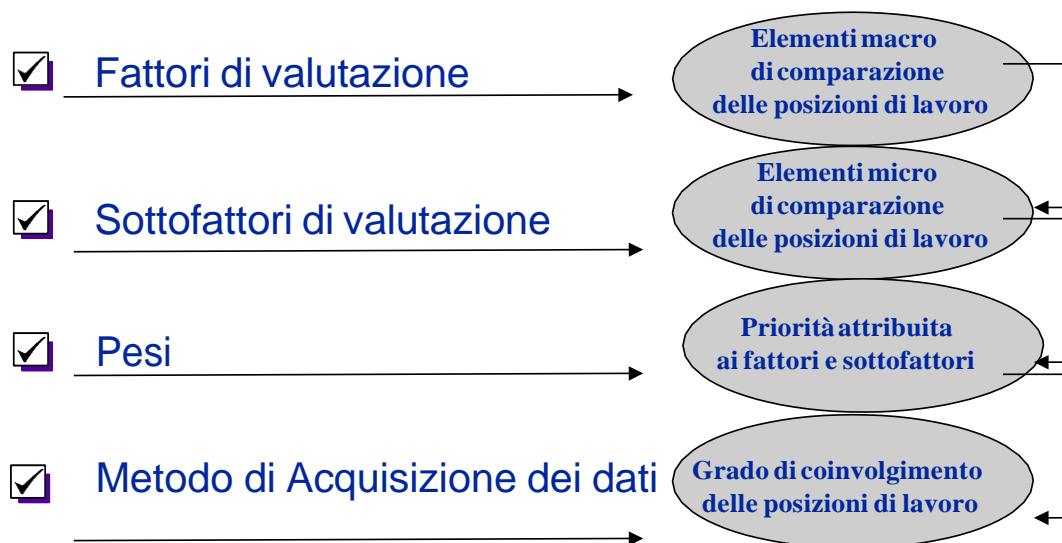 Fattori di valutazione
Elementi macro
di comparazione
delle posizioni di lavoro
Sottofattori di valutazione
Elementi micro
di comparazione
delle posizioni di lavoro
Pesi
Priorità attribuita
ai fattori e sottofattori
Metodo di Acquisizione dei dati
Grado di coinvolgimento
delle posizioni di lavoro